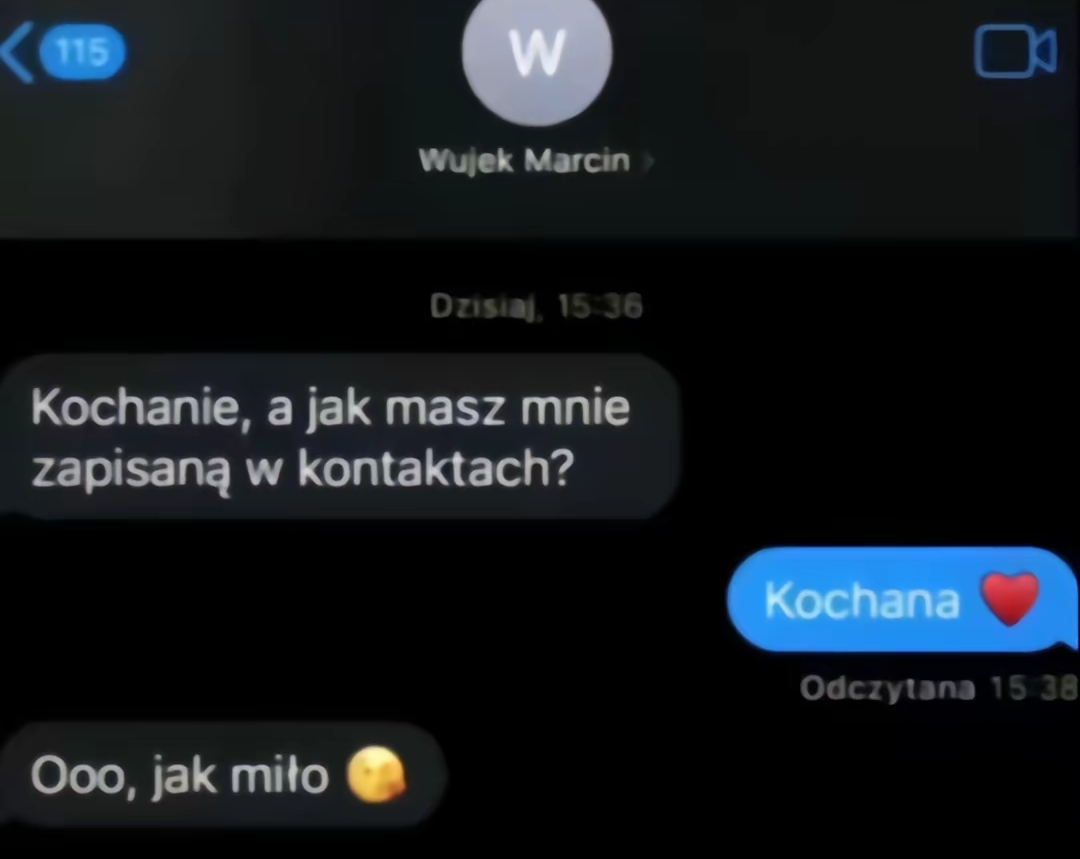 115
W
Wujek Marcin
Dzisiaj, 15:36
Kochanie, a jak masz mnie
zapisaną w kontaktach?
Kochana ❤️
Odczytana 15:38
Ooo, jak miło 😘